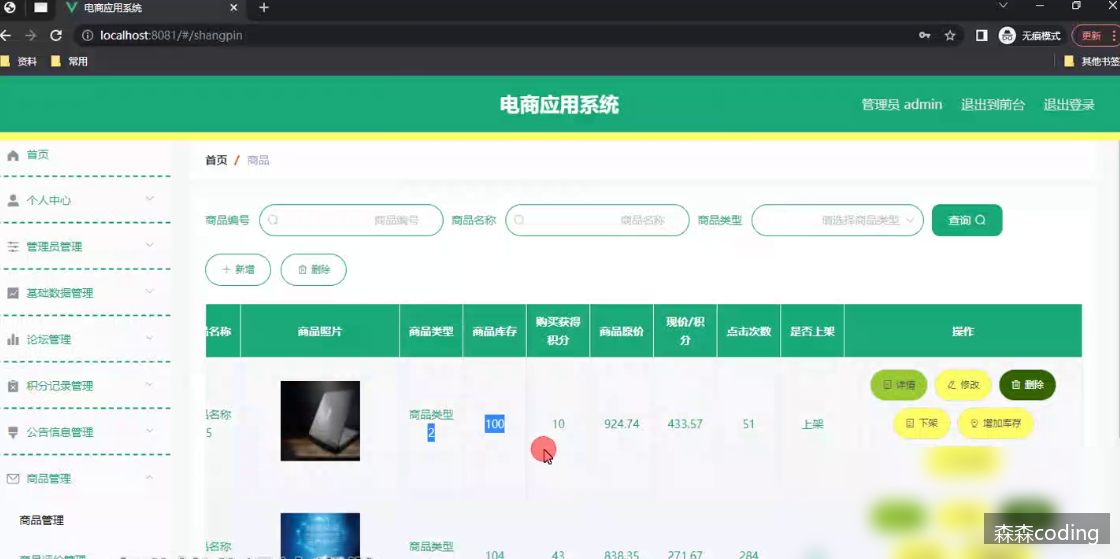 电商应用系统
localhost:8081/#/shangpin
无痕模式
更新
资料
常用
其他书签
电商应用系统
管理员 admin
退出到前台
退出登录
首页
个人中心
管理员管理
基础数据管理
论坛管理
积分记录管理
公告信息管理
商品管理
商品管理
商品评价管理
首页 / 商品
商品编号
商品编号
商品名称
商品名称
商品类型
请选择商品类型
查询
+ 新增
删除
名称
商品照片
商品类型
商品库存
购买获得
积分
商品原价
现价/积
分
点击次数
是否上架
操作
名称
5
商品类型
2
100
10
924.74
433.57
51
上架
详情
修改
删除
下架
增加库存
名称
商品类型
104
43
838.35
271.67
284
森森coding